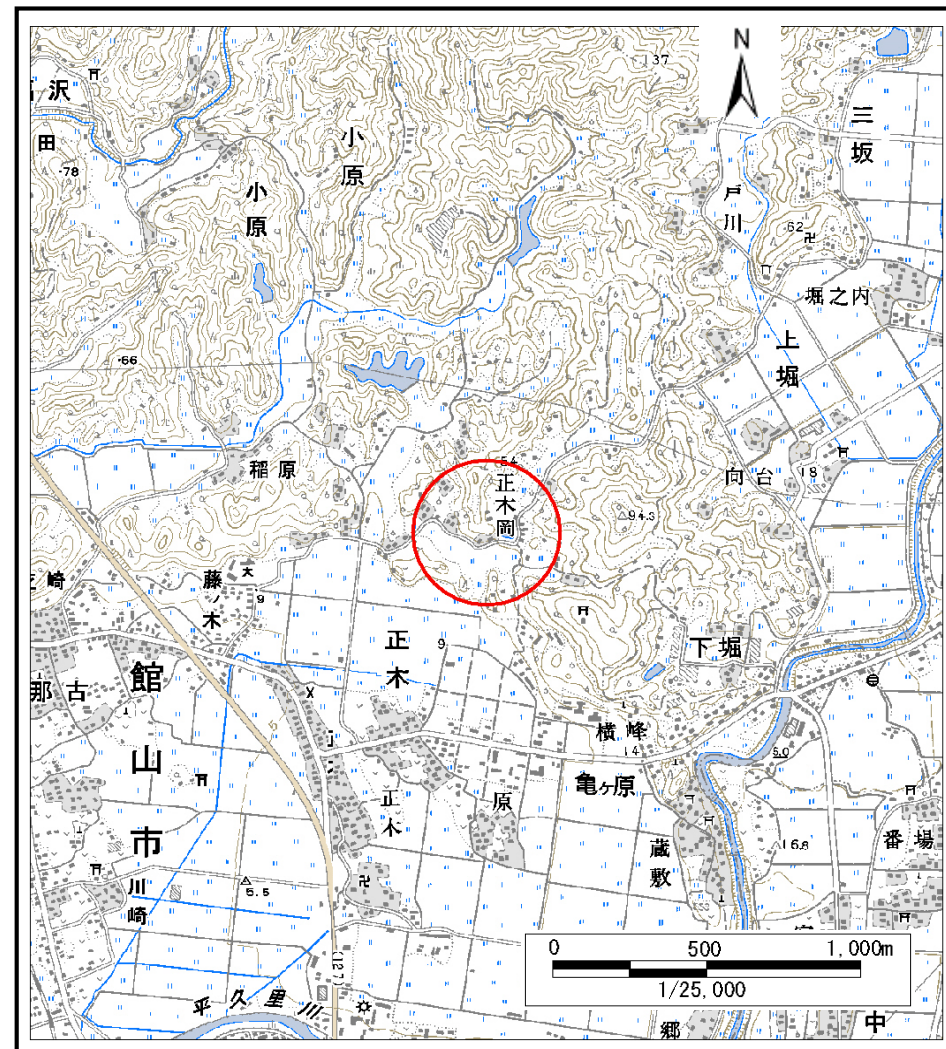 N
137
三坂
沢
田
小原
・78
小原
戸川
・62
堀之内
上堀
・66
稲原
54
正木岡
向台
18
△94.3
藤ノ木
9
正木
9
下堀
館山市
那古
横峰
14
亀ヶ原
5.0
正木
原
蔵敷
16.8
番場
川崎
△5.5
(127)
平久里川
郷
中
0 500 1,000m
1/25,000